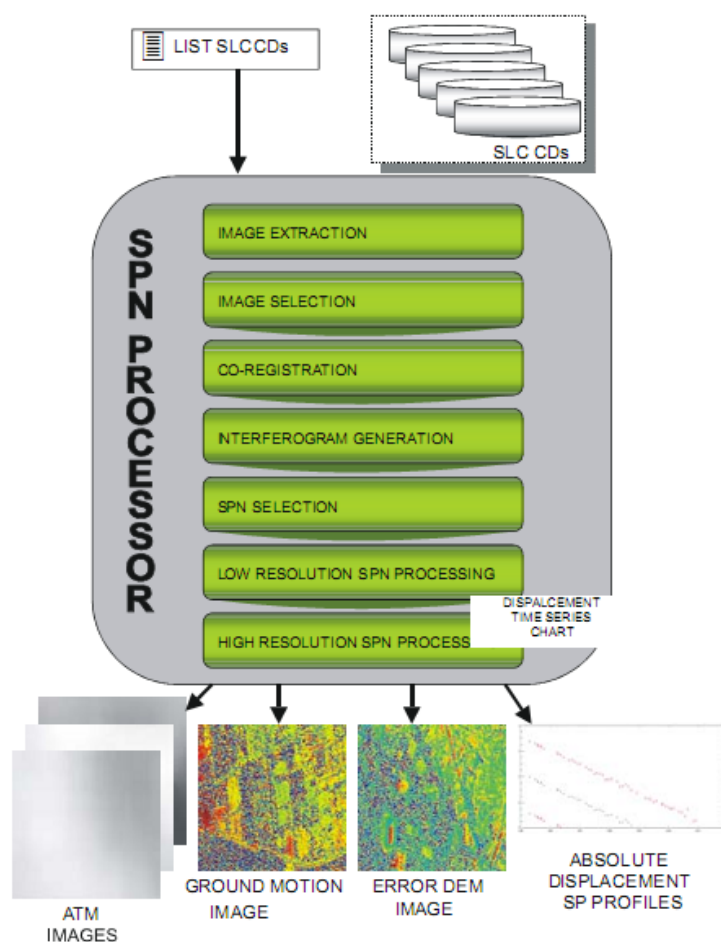 LIST SLC CDs
SLC CDs
SPN PROCESSOR
IMAGE EXTRACTION
IMAGE SELECTION
CO-REGISTRATION
INTERFEROGRAM GENERATION
SPN SELECTION
LOW RESOLUTION SPN PROCESSING
DISPALCEMENT
TIME SERIES
CHART
HIGH RESOLUTION SPN PROCESS
ATM
IMAGES
GROUND MOTION
IMAGE
ERROR DEM
IMAGE
ABSOLUTE
DISPLACEMENT
SP PROFILES